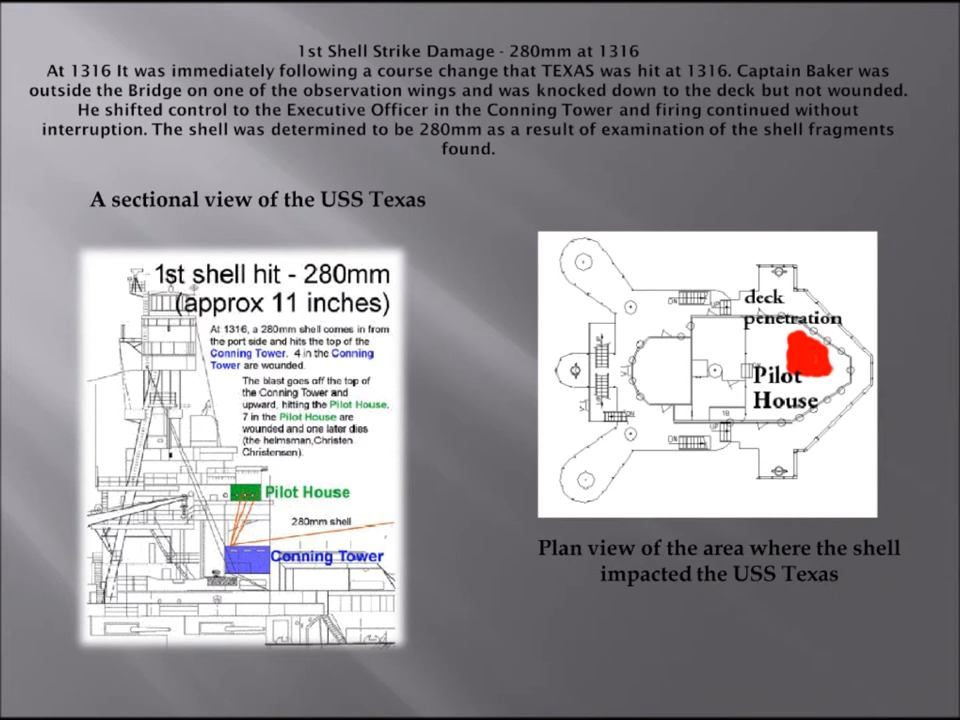 1st Shell Strike Damage - 280mm at 1316
At 1316 It was immediately following a course change that TEXAS was hit at 1316. Captain Baker was
outside the Bridge on one of the observation wings and was knocked down to the deck but not wounded.
He shifted control to the Executive Officer in the Conning Tower and firing continued without
interruption. The shell was determined to be 280mm as a result of examination of the shell fragments
found.
A sectional view of the USS Texas
1st shell hit - 280mm
(approx 11 inches)
At 1316, a 280mm shell comes in from
the port side and hits the top of the
Conning Tower. 4 in the Conning
Tower are wounded.
The blast goes off the top of
the Conning Tower and
upward, hitting the Pilot House.
7 in the Pilot House are
wounded and one later dies
(the helmsman,Christen
Christensen).
Pilot House
280mm shell
Conning Tower
deck
penetration
Pilot
House
DN
UP
18
UP
DN
Plan view of the area where the shell
impacted the USS Texas